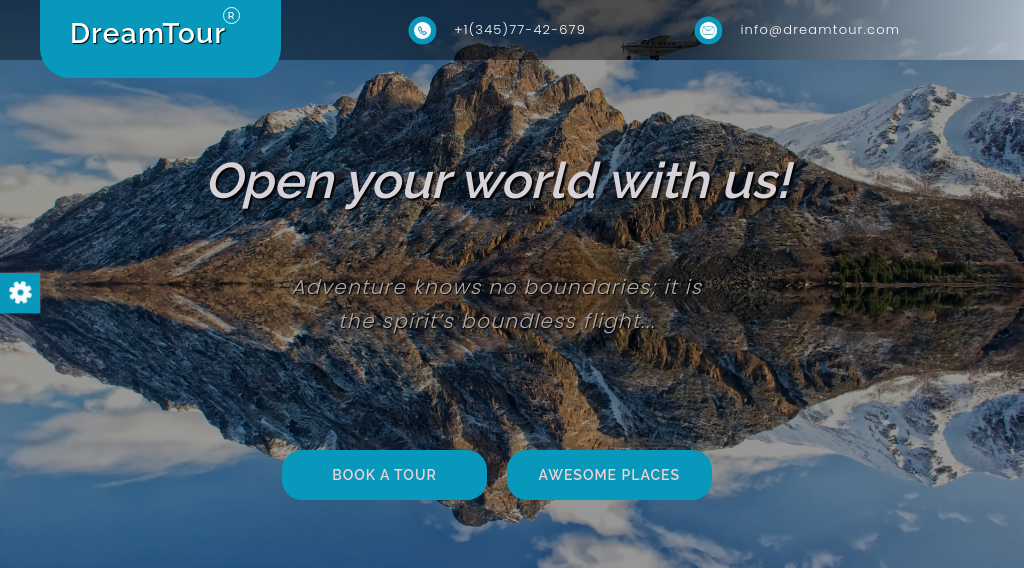 DreamTour ®
+1(345)77-42-679
info@dreamtour.com
Open your world with us!
Adventure knows no boundaries; it is
the spirit’s boundless flight...
BOOK A TOUR
AWESOME PLACES